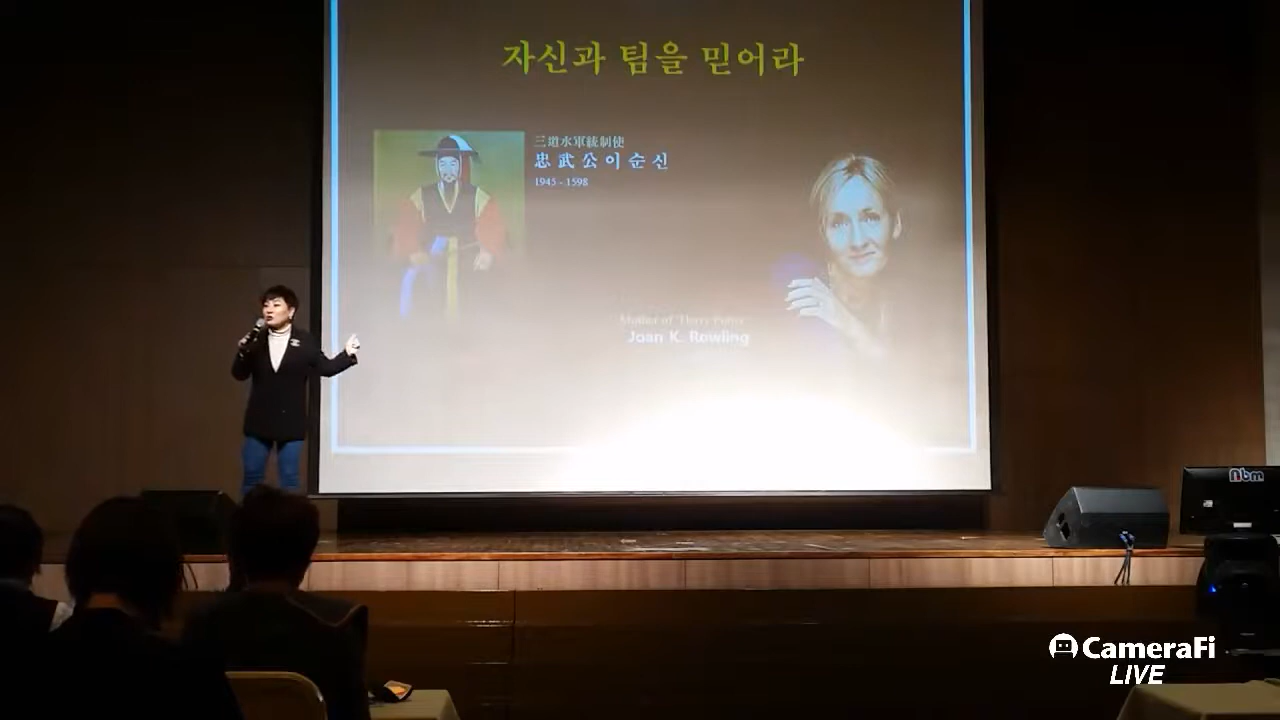 자신과 팀을 믿어라
三道水軍統制使
忠武公이순신
1945 - 1598
Mother of 'Harry Potter'
Joan K. Rowling
Nbm
CameraFi
LIVE